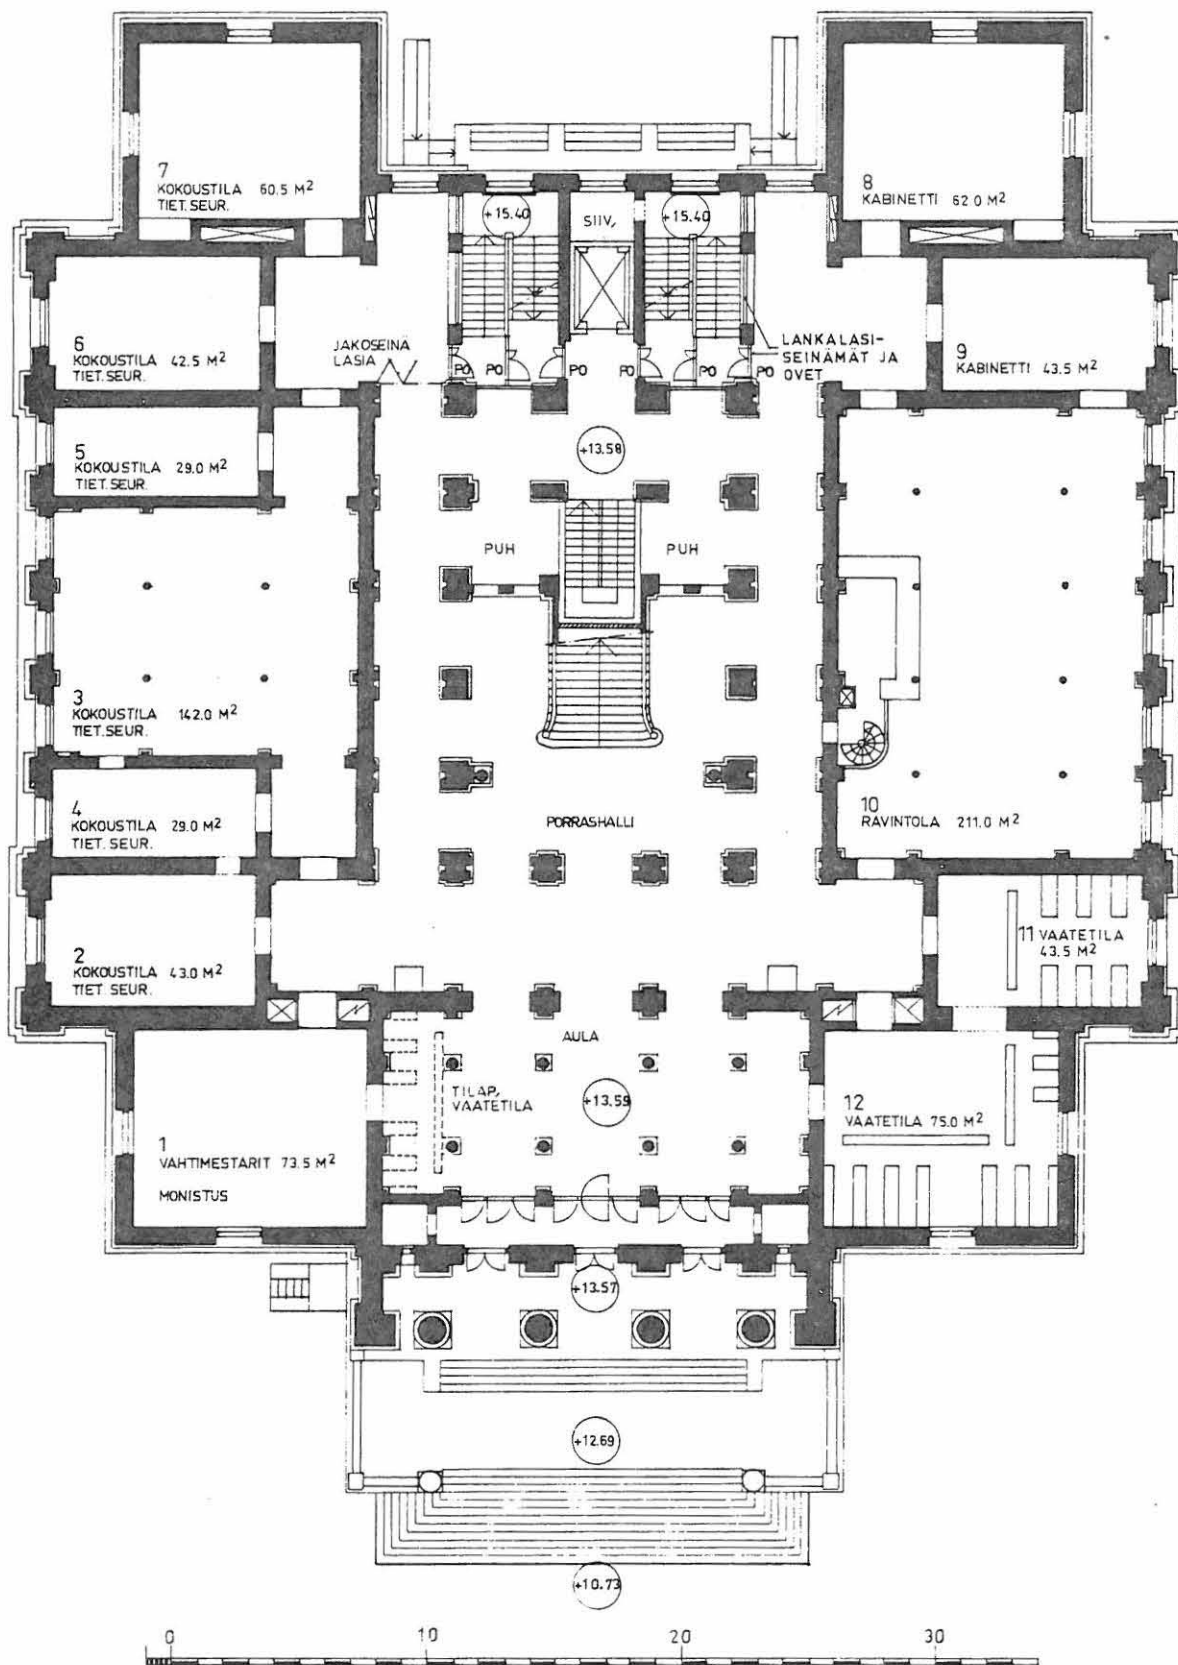 7
KOKOUSTILA 60.5 M²
TIET. SEUR.
8
KABINETTI 62.0 M²
+15.40
SIIV,
+15.40
6
KOKOUSTILA 42.5 M²
TIET. SEUR.
JAKOSEINÄ
LASIA
PO
PO
PO
PO
PO
PO
LANKALASI-
SEINÄMÄT JA
OVET
9
KABINETTI 43.5 M²
5
KOKOUSTILA 29.0 M²
TIET. SEUR.
+13.58
PUH
PUH
3
KOKOUSTILA 142.0 M²
TIET. SEUR.
4
KOKOUSTILA 29.0 M²
TIET. SEUR.
PORRASHALLI
10
RAVINTOLA 211.0 M²
2
KOKOUSTILA 43.0 M²
TIET. SEUR.
11 VAATETILA
43.5 M²
AULA
TILAP,
VAATETILA
+13.59
1
VAHTIMESTARIT 73.5 M²
MONISTUS
12
VAATETILA 75.0 M²
+13.57
+12.69
+10.73
0 10 20 30